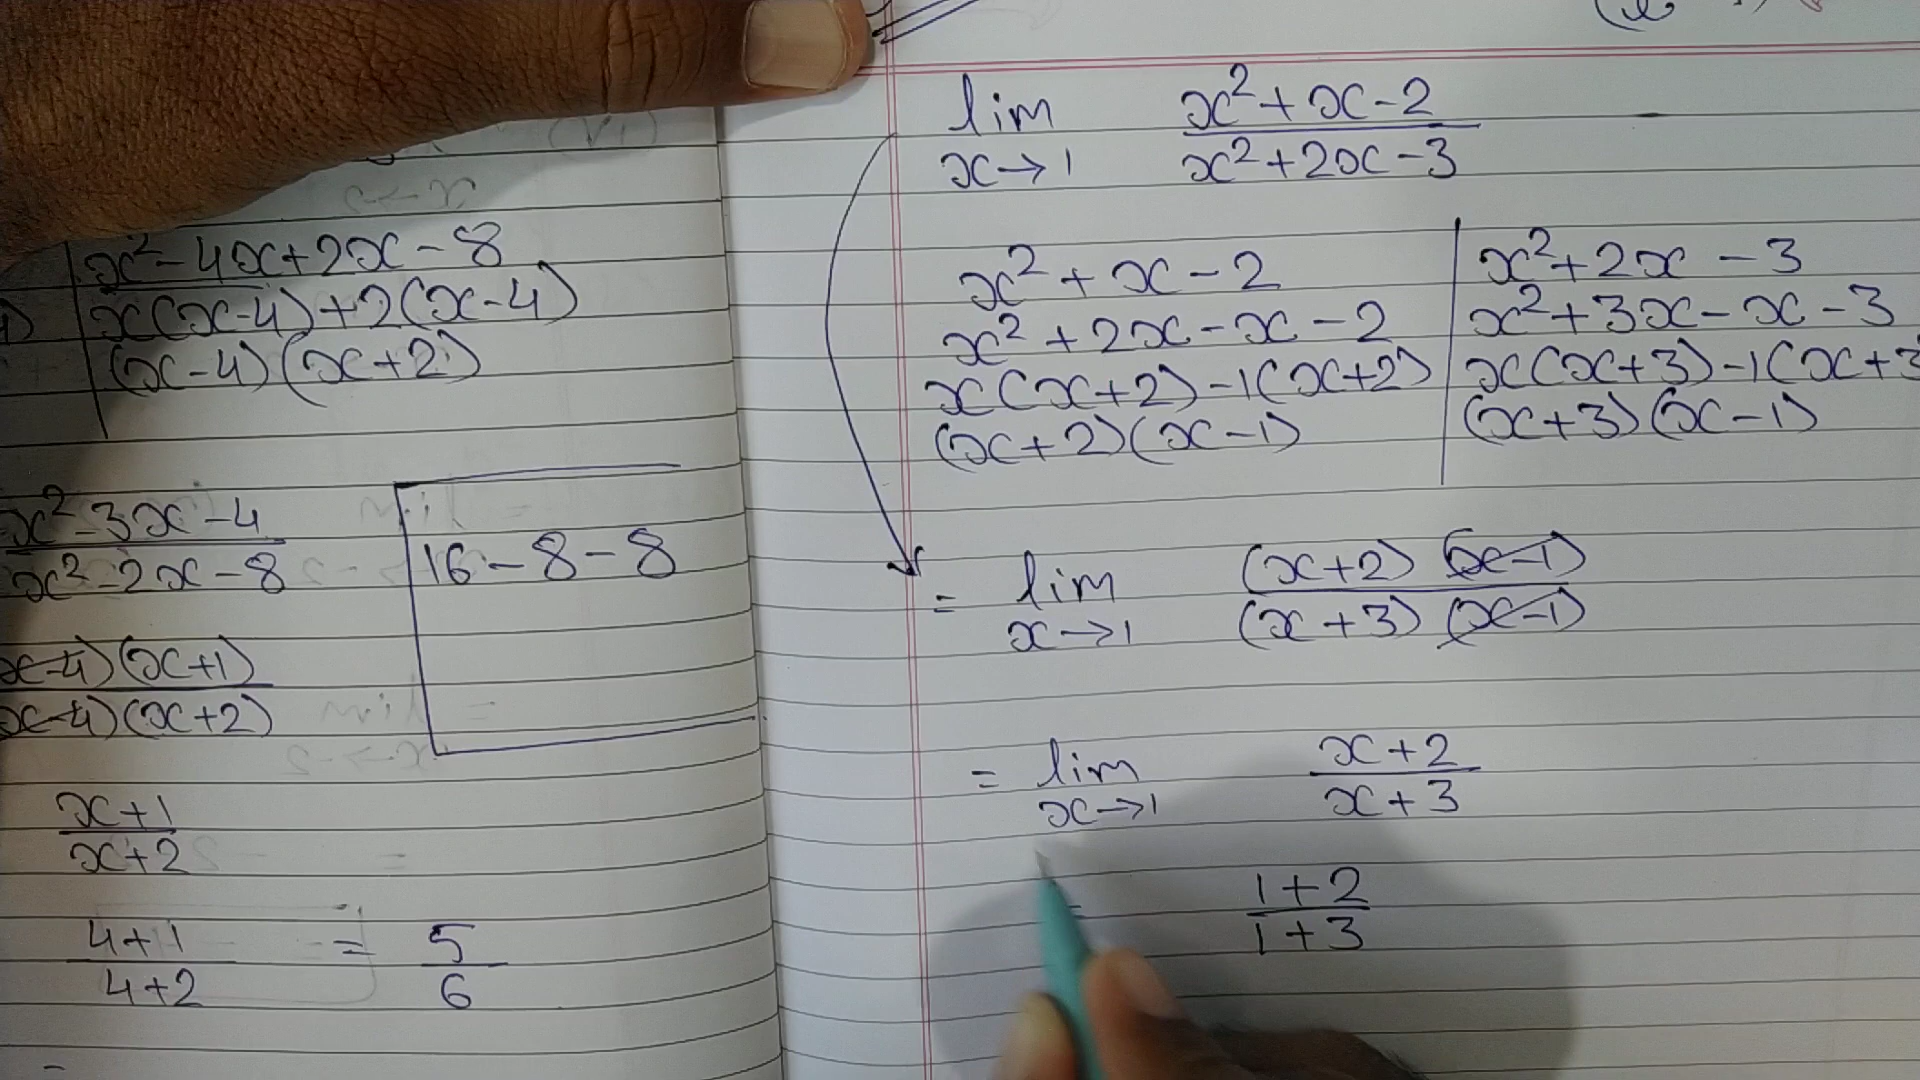 x² - 4x + 2x - 8
x(x-4) + 2(x-4)
(x-4)(x+2)
x² - 3x - 4
x² - 2x - 8
16 - 8 - 8
x-4)(x+1)
x-4)(x+2)
x+1
x+2
4+1 = 5
4+2 6
lim x² + x - 2
x→1 x² + 2x - 3
x² + x - 2
x² + 2x - x - 2
x(x+2) - 1(x+2)
(x+2)(x-1)
x² + 2x - 3
x² + 3x - x - 3
x(x+3) - 1(x+3
(x+3)(x-1)
= lim (x+2)(x-1)
x→1 (x+3)(x-1)
= lim x+2
x→1 x+3
1+2
1+3